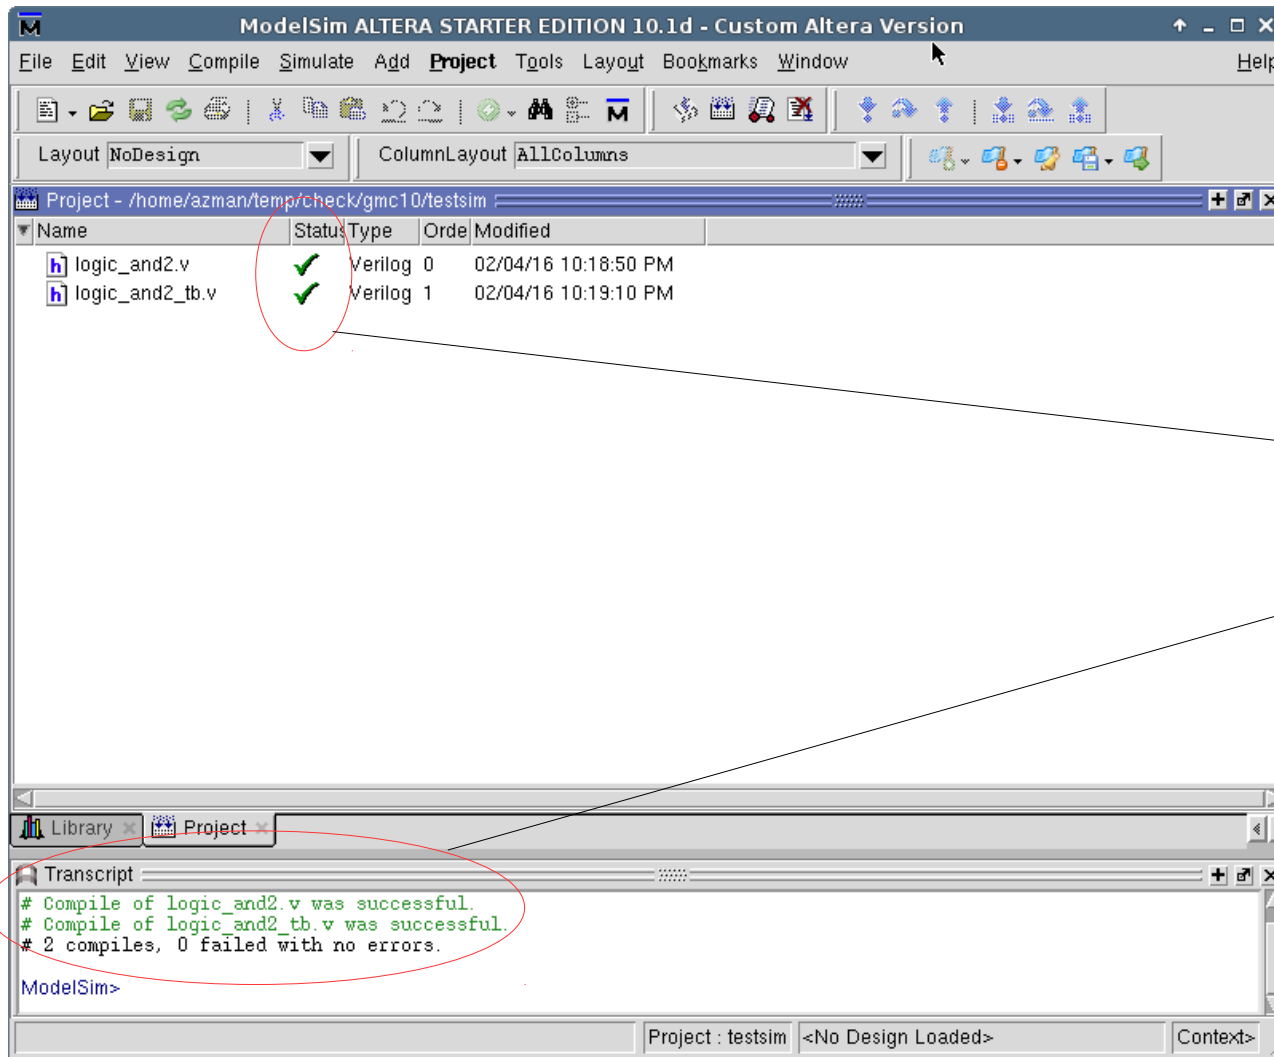 ModelSim ALTERA STARTER EDITION 10.1d - Custom Altera Version
File Edit View Compile Simulate Add Project Tools Layout Bookmarks Window Help
Layout NoDesign ColumnLayout AllColumns
Project - /home/azman/temp/check/gmc10/testsim
Name Status Type Orde Modified
logic_and2.v Verilog 0 02/04/16 10:18:50 PM
logic_and2_tb.v Verilog 1 02/04/16 10:19:10 PM
Library Project
Transcript
# Compile of logic_and2.v was successful.
# Compile of logic_and2_tb.v was successful.
# 2 compiles, 0 failed with no errors.
ModelSim>
Project : testsim <No Design Loaded> Context>